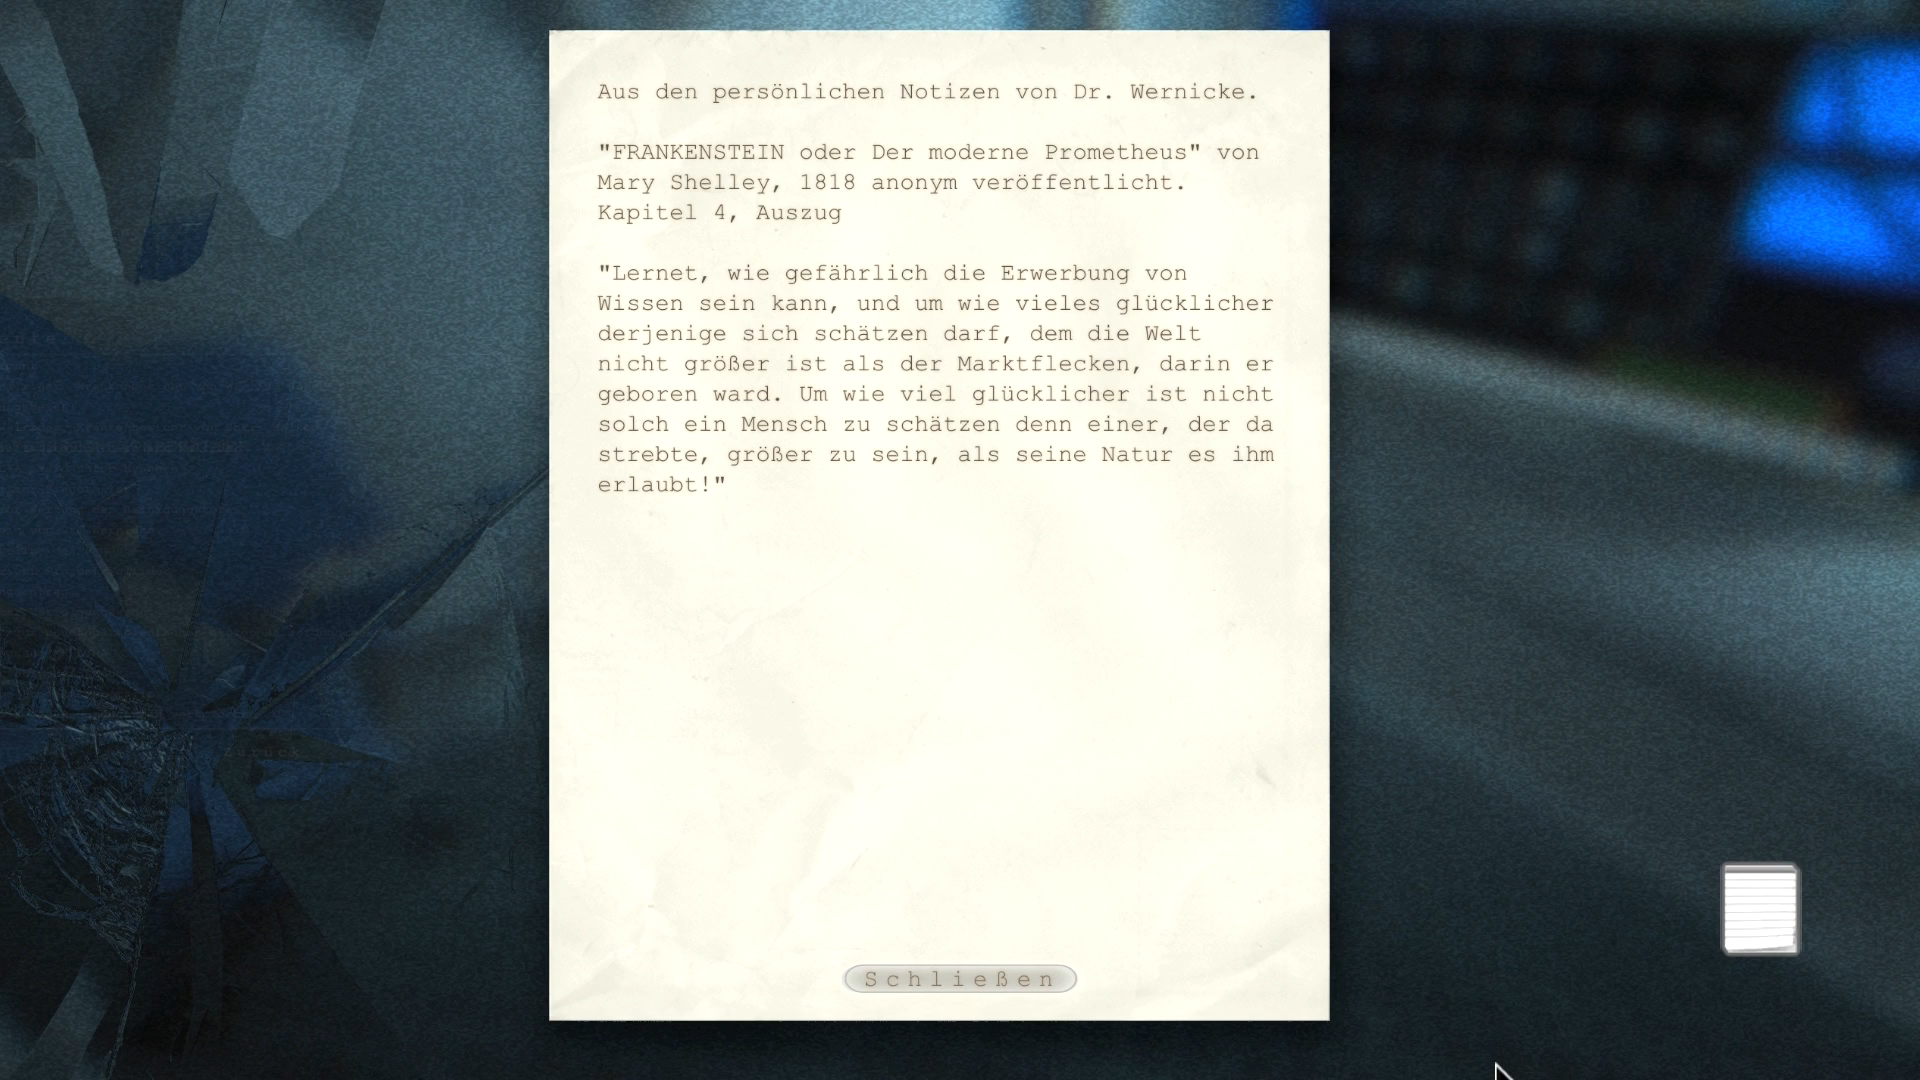 Aus den persönlichen Notizen von Dr. Wernicke.
"FRANKENSTEIN oder Der moderne Prometheus" von
Mary Shelley, 1818 anonym veröffentlicht.
Kapitel 4, Auszug
"Lernet, wie gefährlich die Erwerbung von
Wissen sein kann, und um wie vieles glücklicher
derjenige sich schätzen darf, dem die Welt
nicht größer ist als der Marktflecken, darin er
geboren ward. Um wie viel glücklicher ist nicht
solch ein Mensch zu schätzen denn einer, der da
strebte, größer zu sein, als seine Natur es ihm
erlaubt!"
Zurück
Schließen